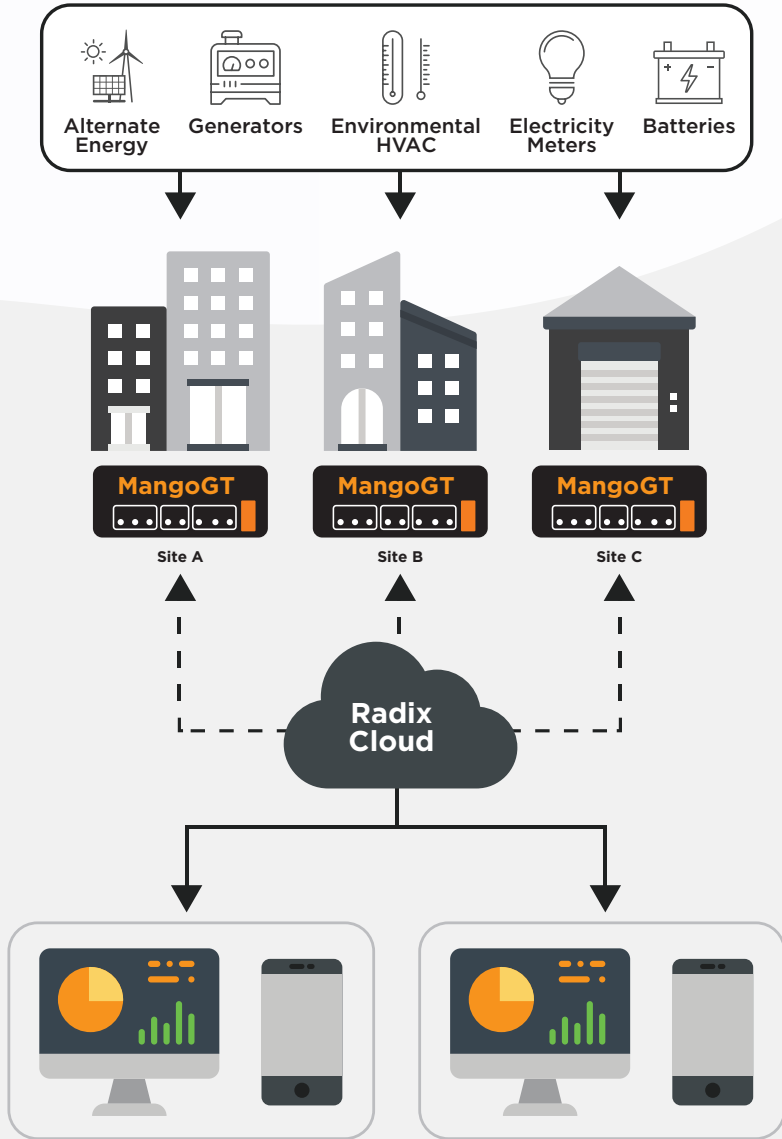 Alternate
Energy
Generators
Environmental
HVAC
Electricity
Meters
Batteries
MangoGT
MangoGT
MangoGT
Site A
Site B
Site C
Radix
Cloud